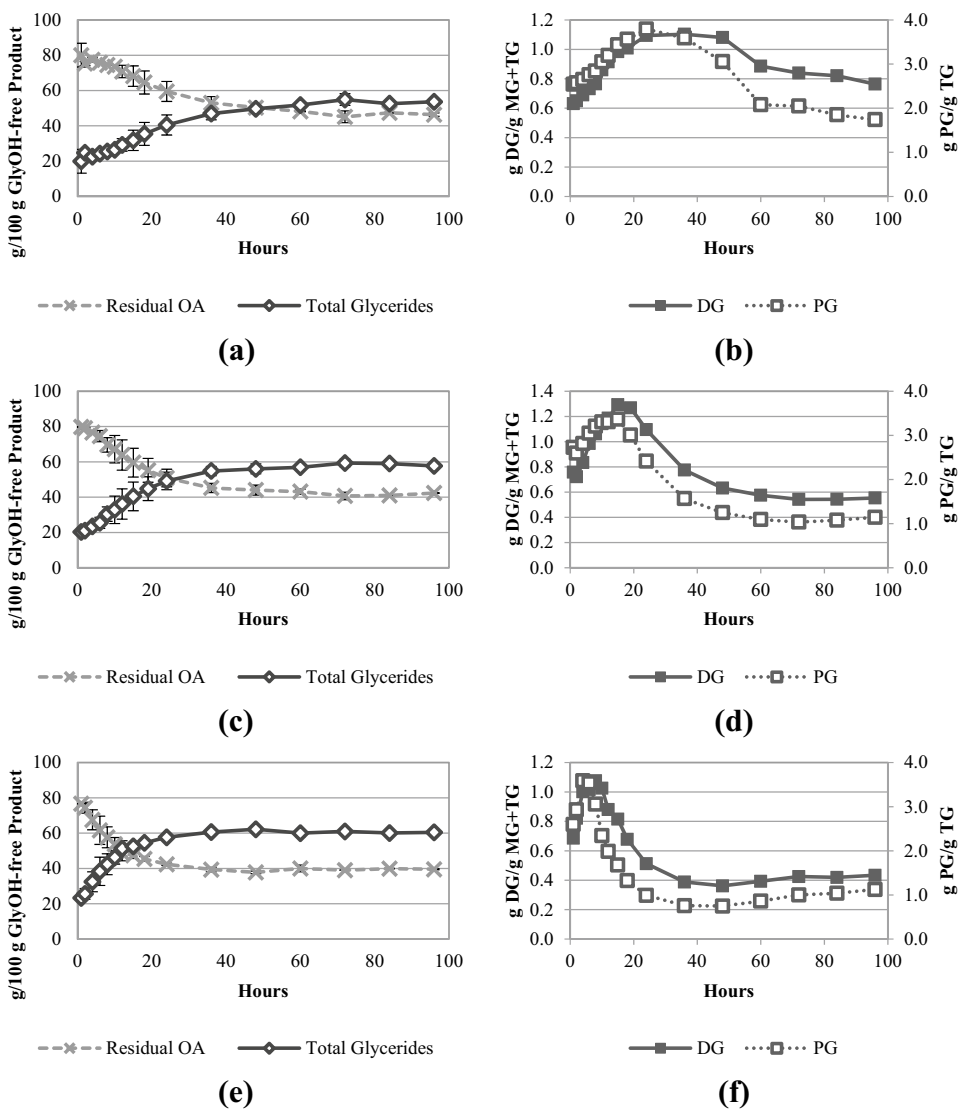 g/100 g GlyOH-free Product
100
80
60
40
20
0
0 20 40 60 80 100
Hours
Residual OA Total Glycerides
(a)
g DG/g MG+TG
1.2
1.0
0.8
0.6
0.4
0.2
0.0
0 20 40 60 80 100
Hours
4.0
3.0
2.0
1.0
0.0
g PG/g TG
DG PG
(b)
g/100 g GlyOH-free Product
100
80
60
40
20
0
0 20 40 60 80 100
Hours
Residual OA Total Glycerides
(c)
g DG/g MG+TG
1.4
1.2
1.0
0.8
0.6
0.4
0.2
0.0
0 20 40 60 80 100
Hours
4.0
3.0
2.0
1.0
0.0
g PG/g TG
DG PG
(d)
g/100 g GlyOH-free Product
100
80
60
40
20
0
0 20 40 60 80 100
Hours
Residual OA Total Glycerides
(e)
g DG/g MG+TG
1.2
1.0
0.8
0.6
0.4
0.2
0.0
0 20 40 60 80 100
Hours
4.0
3.0
2.0
1.0
0.0
g PG/g TG
DG PG
(f)